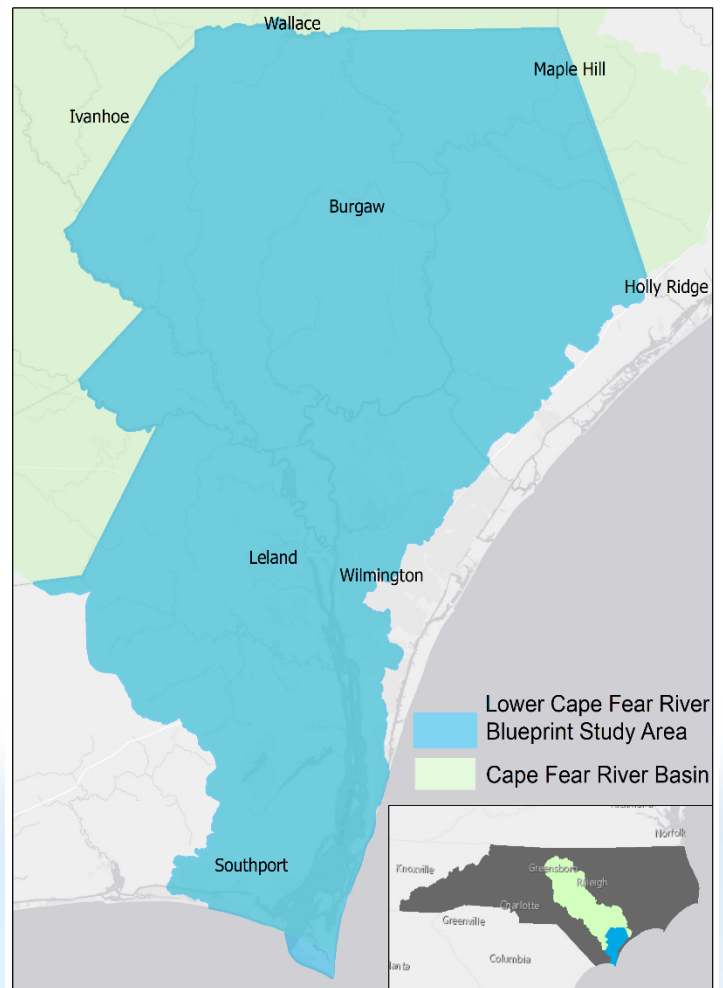 Wallace
Maple Hill
Ivanhoe
Burgaw
Holly Ridge
Leland
Wilmington
Lower Cape Fear River
Blueprint Study Area
Cape Fear River Basin
Southport
Norfolk
Knoxville
Greensboro
Raleigh
Charlotte
Greenville
Columbia